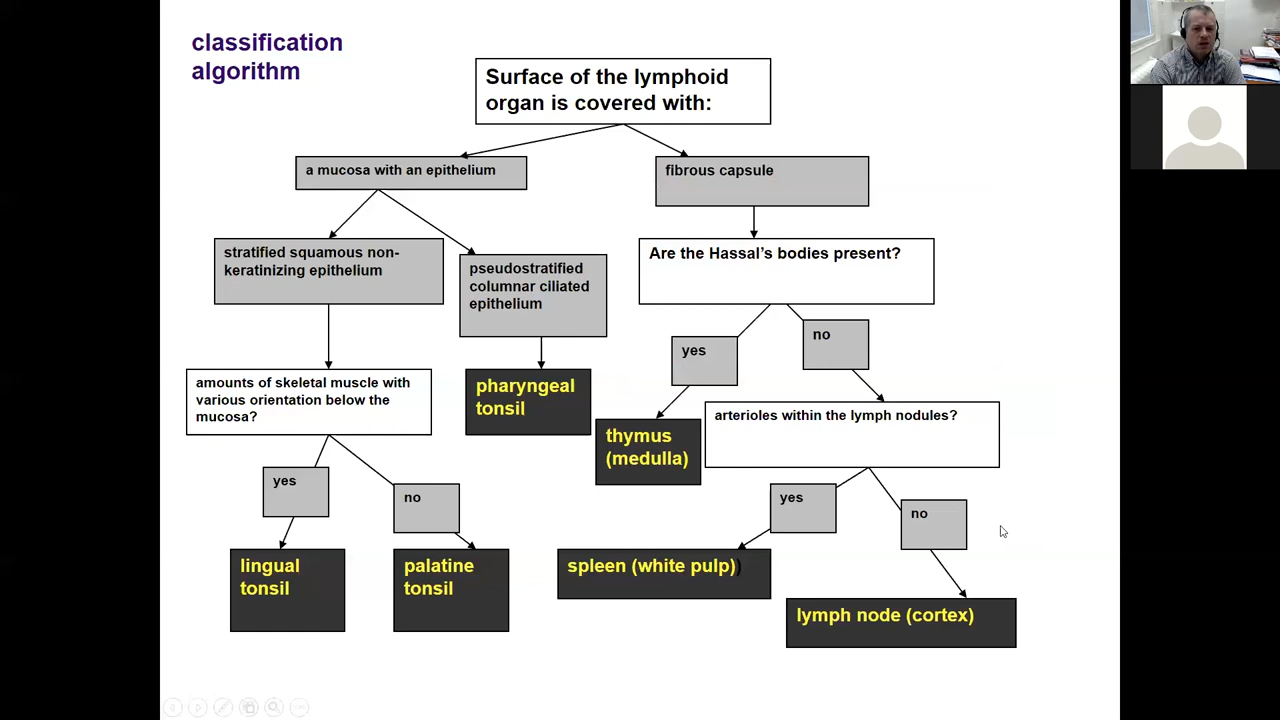 classification
algorithm
Surface of the lymphoid
organ is covered with:
a mucosa with an epithelium
fibrous capsule
stratified squamous non-
keratinizing epithelium
pseudostratified
columnar ciliated
epithelium
Are the Hassal's bodies present?
yes
no
amounts of skeletal muscle with
various orientation below the
mucosa?
pharyngeal
tonsil
thymus
(medulla)
arterioles within the lymph nodules?
yes
no
yes
no
lingual
tonsil
palatine
tonsil
spleen (white pulp))
lymph node (cortex)